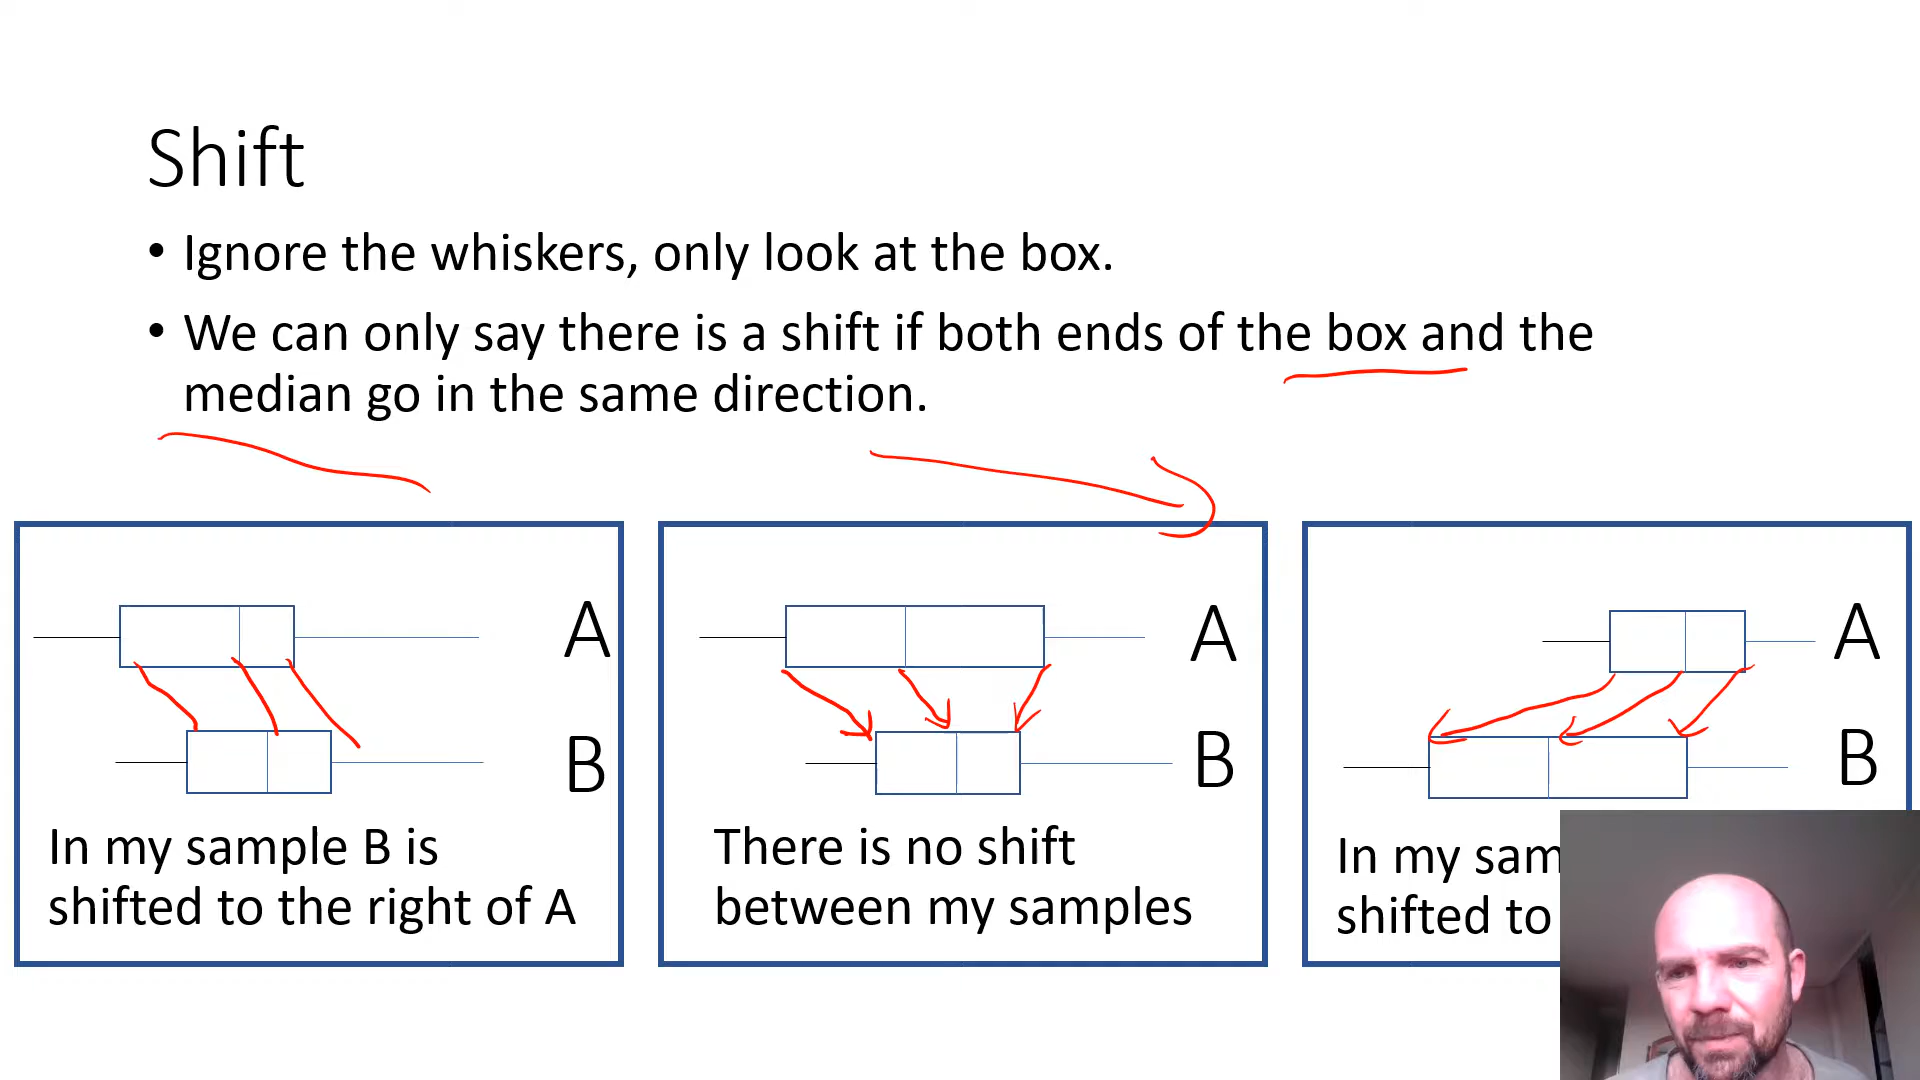 Shift
• Ignore the whiskers, only look at the box.
• We can only say there is a shift if both ends of the box and the
median go in the same direction.
A
B
In my sample B is
shifted to the right of A
A
B
There is no shift
between my samples
A
B
In my
shifted to